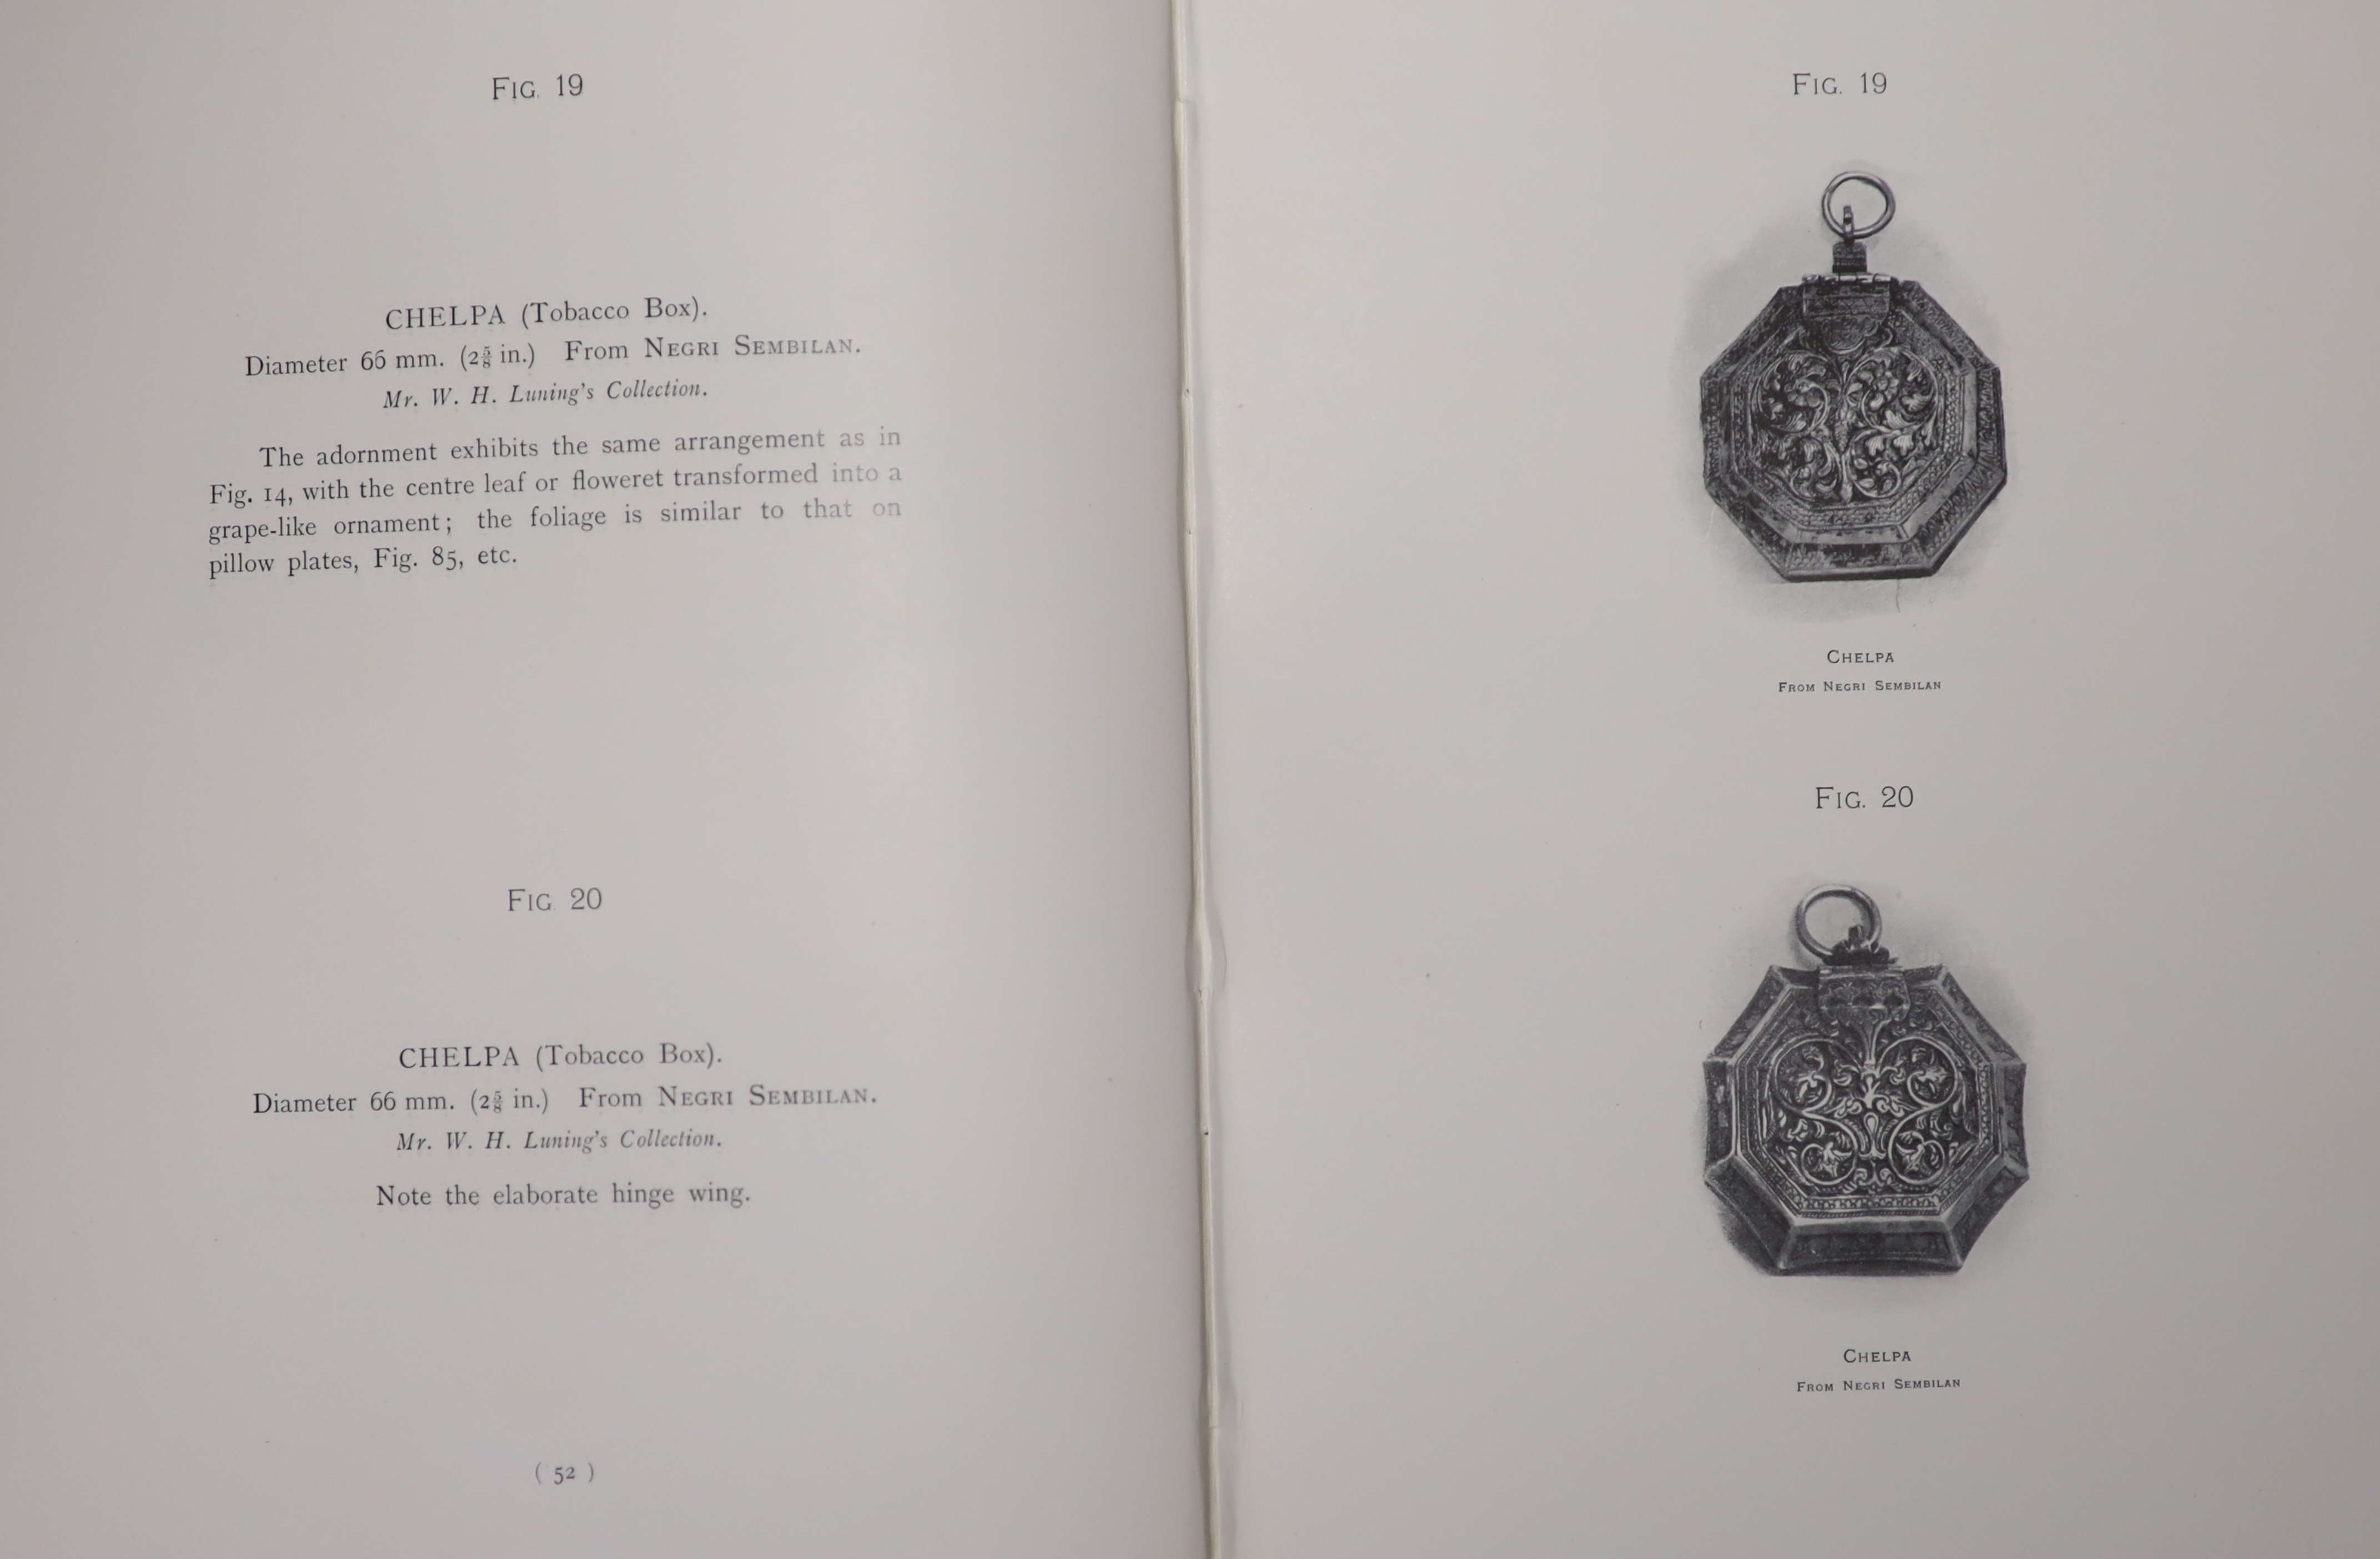 FIG. 19
CHELPA (Tobacco Box).
Diameter 66 mm. (2⅝ in.) From NEGRI SEMBILAN.
Mr. W. H. Luning's Collection.
The adornment exhibits the same arrangement as in
Fig. 14, with the centre leaf or floweret transformed into a
grape-like ornament; the foliage is similar to that on
pillow plates, Fig. 85, etc.
FIG. 20
CHELPA (Tobacco Box).
Diameter 66 mm. (2⅝ in.) From NEGRI SEMBILAN.
Mr. W. H. Luning's Collection.
Note the elaborate hinge wing.
( 52 )
FIG. 19
CHELPA
FROM NEGRI SEMBILAN
FIG. 20
CHELPA
FROM NEGRI SEMBILAN